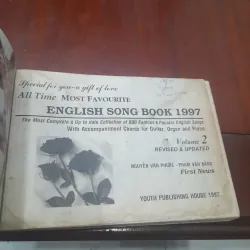 Special for you-a gift of love
All Time MOST FAVOURITE
ENGLISH SONG BOOK 1997
The Most Complete & Up to date Collection of 800 Fashion & Popular English Songs
With Accompaniment Chords for Guitar, Organ and Piano
Volume 2
REVISED & UPDATED
NGUYỄN VĂN PHƯỚC -
First News
YOUTH PUBLISHING HOUSE 1997